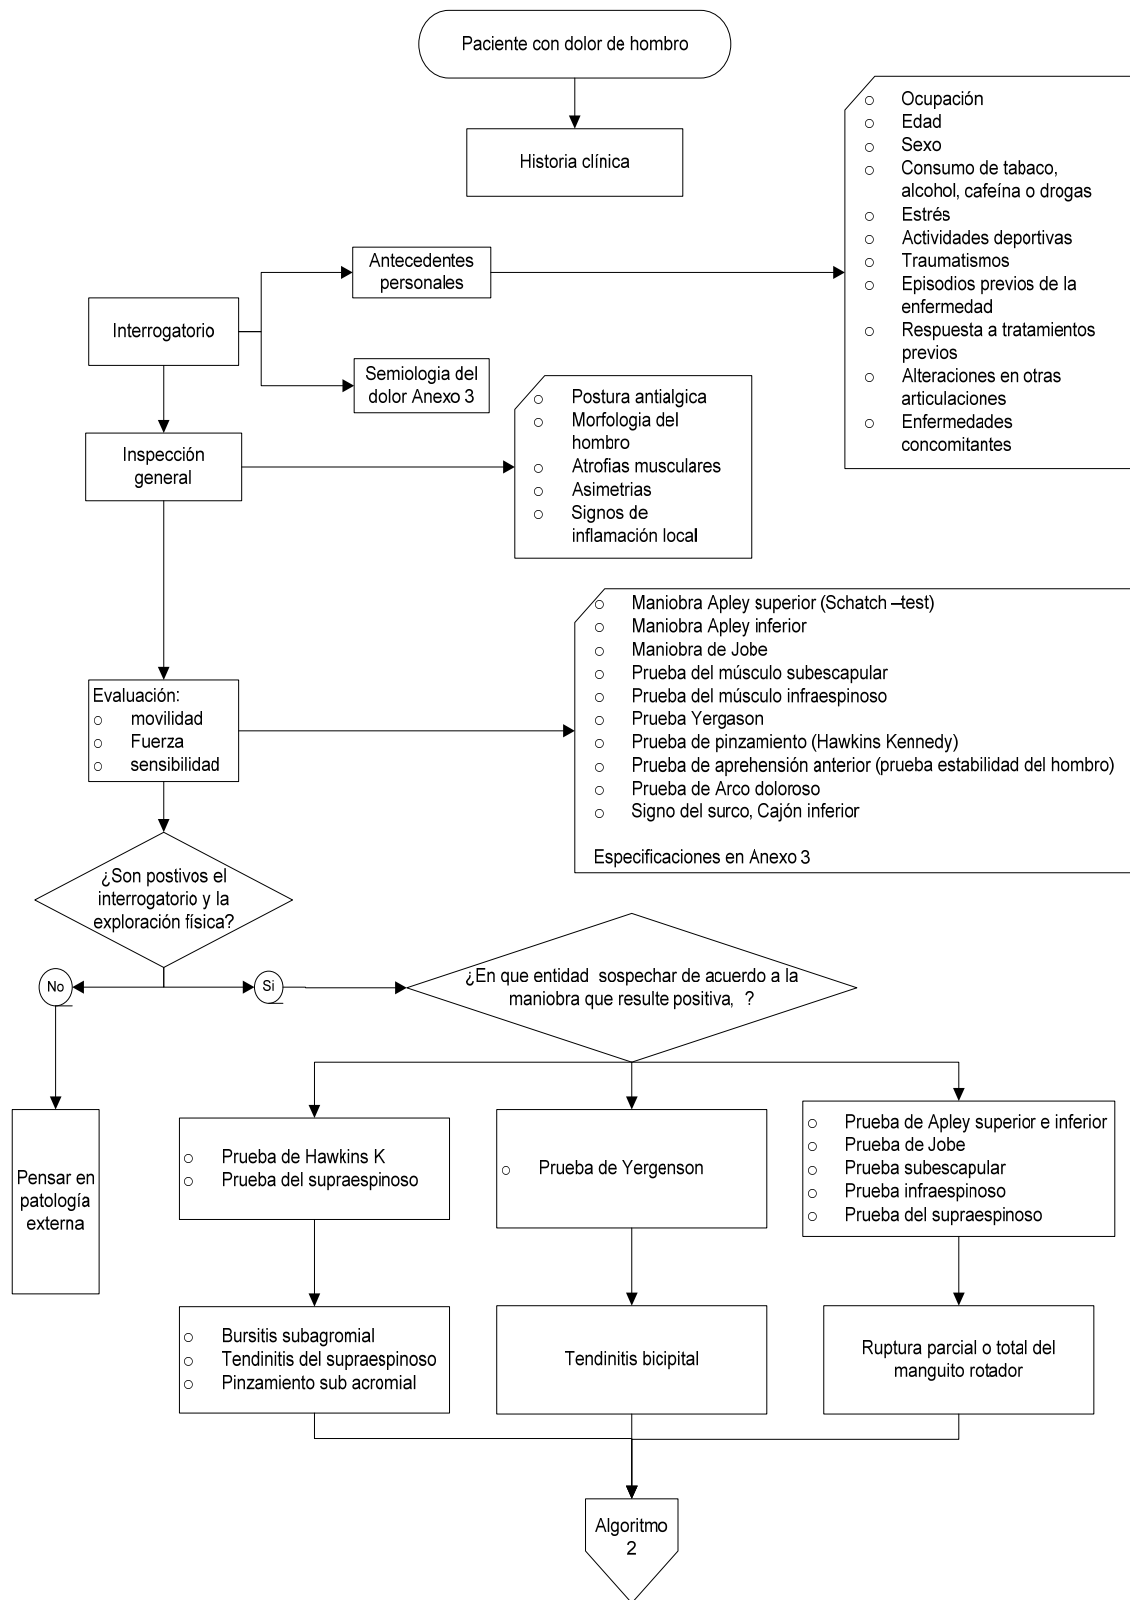 Paciente con dolor de hombro
Historia clínica
Interrogatorio
Antecedentes
personales
Semiologia del
dolor Anexo 3
Ocupación
Edad
Sexo
Consumo de tabaco,
alcohol, cafeína o drogas
Estrés
Actividades deportivas
Traumatismos
Episodios previos de la
enfermedad
Respuesta a tratamientos
previos
Alteraciones en otras
articulaciones
Enfermedades
concomitantes
Inspección
general
Postura antialgica
Morfologia del
hombro
Atrofias musculares
Asimetrias
Signos de
inflamación local
Evaluación:
movilidad
Fuerza
sensibilidad
Maniobra Apley superior (Schatch –test)
Maniobra Apley inferior
Maniobra de Jobe
Prueba del músculo subescapular
Prueba del músculo infraespinoso
Prueba Yergason
Prueba de pinzamiento (Hawkins Kennedy)
Prueba de aprehensión anterior (prueba estabilidad del hombro)
Prueba de Arco doloroso
Signo del surco, Cajón inferior
Especificaciones en Anexo 3
¿Son postivos el
interrogatorio y la
exploración física?
No
Si
¿En que entidad sospechar de acuerdo a la
maniobra que resulte positiva, ?
Pensar en
patología
externa
Prueba de Hawkins K
Prueba del supraespinoso
Prueba de Yergenson
Prueba de Apley superior e inferior
Prueba de Jobe
Prueba subescapular
Prueba infraespinoso
Prueba del supraespinoso
Bursitis subagromial
Tendinitis del supraespinoso
Pinzamiento sub acromial
Tendinitis bicipital
Ruptura parcial o total del
manguito rotador
Algoritmo
2